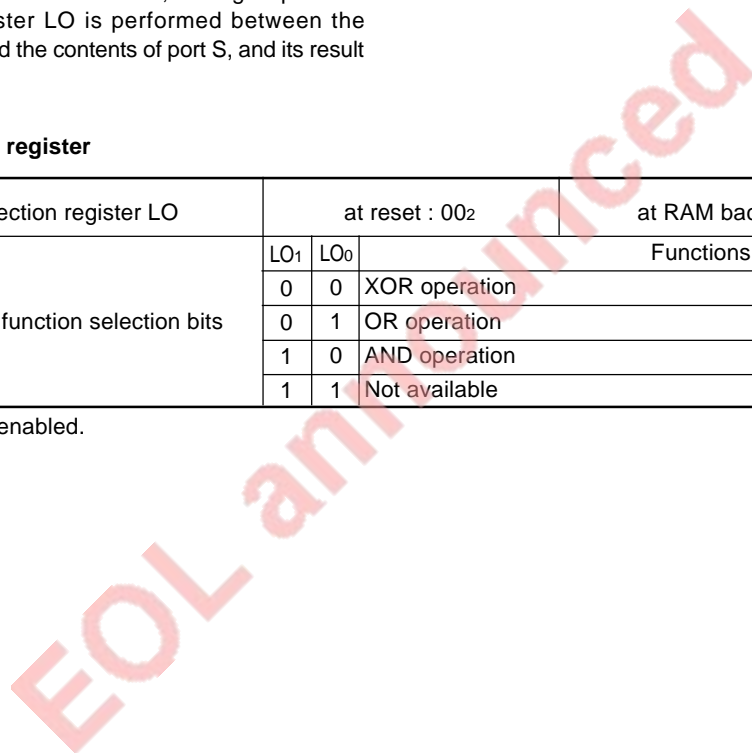 ster LO is performed between the
d the contents of port S, and its result
register
ection register LO at reset : 002 at RAM bac
LO1 LO0 Functions
0 0 XOR operation
function selection bits 0 1 OR operation
1 0 AND operation
1 1 Not available
enabled.
EOL announced